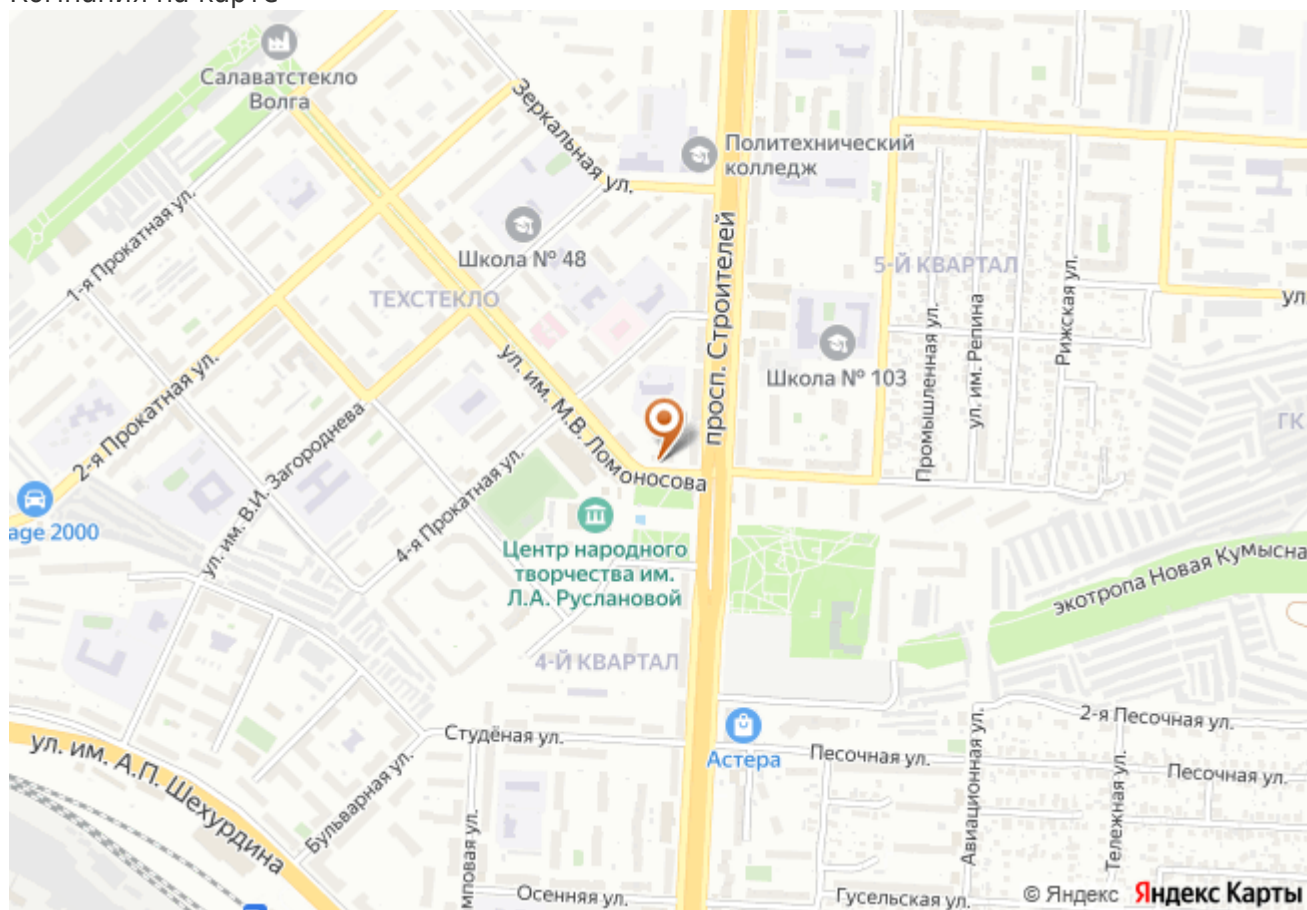 Салаватстекло
Волга
Зеркальная ул.
Политехнический
колледж
1-я Прокатная ул.
Школа № 48
просп. Строителей
5-Й КВАРТАЛ
Рижская ул.
ТЕХСТЕКЛО
ул
Промышленная ул.
ул. им. Репина
ул. им. М.В. Ломоносова
Школа № 103
2-я Прокатная ул.
ул. им. В.И. Загороднева
ГК
4-я Прокатная ул.
age 2000
Центр народного
творчества им.
Л.А. Руслановой
экотропа Новая Кумысна
4-Й КВАРТАЛ
2-я Песочная ул.
Студёная ул.
Астера
Песочная ул.
Песочная ул.
ул. им. А.П. Шехурдина
Бульварная ул.
Авиационная ул.
Тележная ул.
мповая ул.
Осенняя ул.
Гусельская ул.
© Яндекс Яндекс Карты